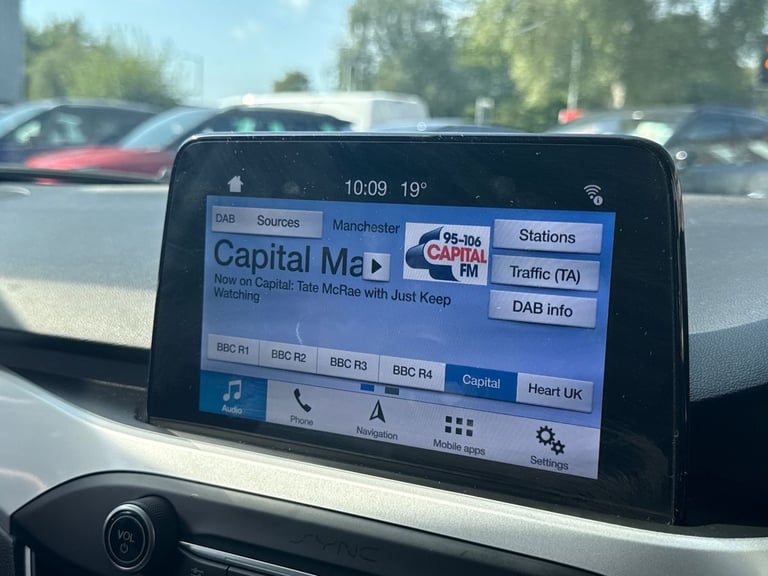 10:09 19°
DAB Sources
Manchester
95-106
CAPITAL
FM
Stations
Capital Ma
Traffic (TA)
Now on Capital: Tate McRae with Just Keep
Watching
DAB info
BBC R1 BBC R2 BBC R3 BBC R4 Capital Heart UK
Audio Phone Navigation Mobile apps Settings
VOL
SYNC